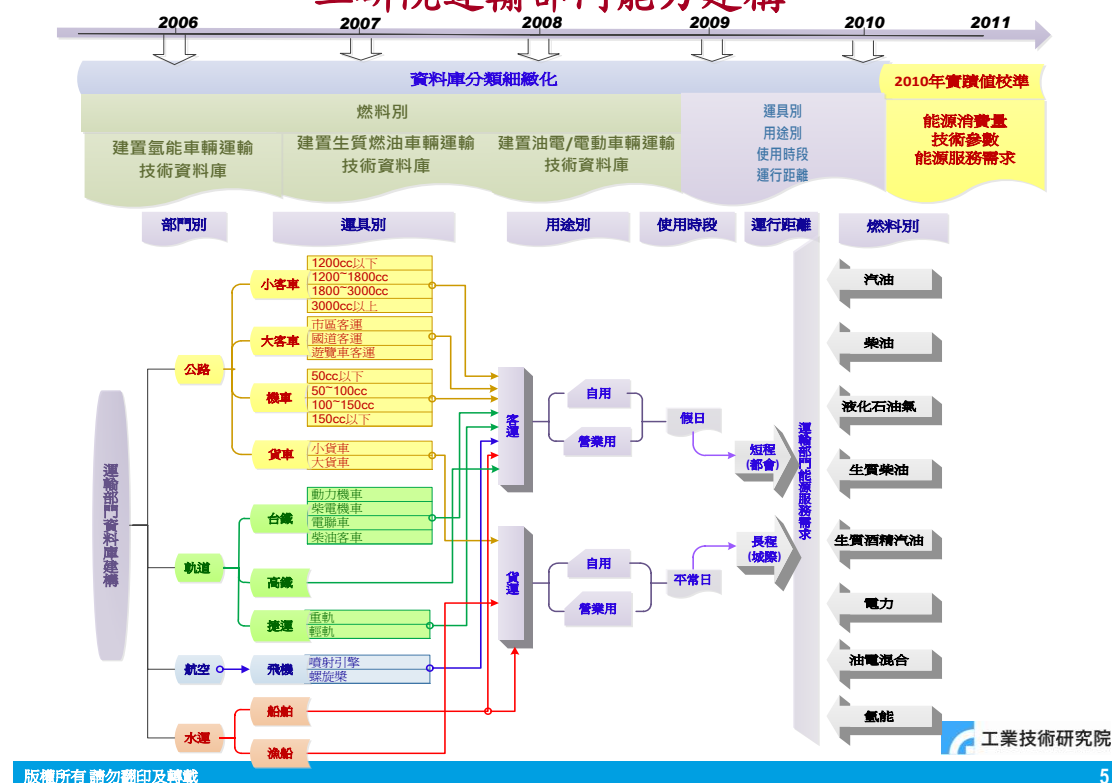 工研院運輸部門能力建構
2006
2007
2008
2009
2010
2011
資料庫分類細緻化
2010年實蹟值校準
燃料別
建置氫能車輛運輸
技術資料庫
建置生質燃油車輛運輸
技術資料庫
建置油電/電動車輛運輸
技術資料庫
運具別
用途別
使用時段
運行距離
能源消費量
技術參數
能源服務需求
部門別
運具別
用途別
使用時段
運行距離
燃料別
運輸部門資料庫建構
公路
小客車
1200cc以下
1200~1800cc
1800~3000cc
3000cc以上
大客車
市區客運
國道客運
遊覽車客運
機車
50cc以下
50~100cc
100~150cc
150cc以下
貨車
小貨車
大貨車
軌道
台鐵
動力機車
柴電機車
電聯車
柴油客車
高鐵
捷運
重軌
輕軌
航空
飛機
噴射引擎
螺旋槳
水運
船舶
漁船
客運
自用
營業用
貨運
自用
營業用
假日
平常日
短程
(都會)
長程
(城際)
運輸部門能源服務需求
汽油
柴油
液化石油氣
生質柴油
生質酒精汽油
電力
油電混合
氫能
工業技術研究院
版權所有 請勿翻印及轉載
5